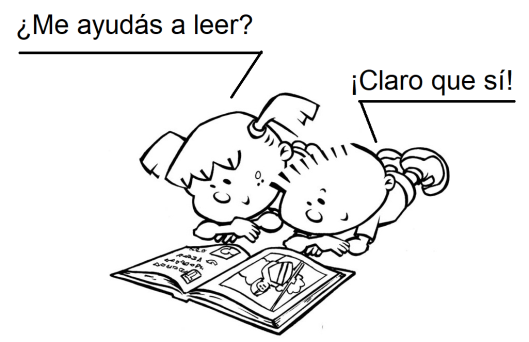 ¿Me ayudás a leer?
¡Claro que sí!